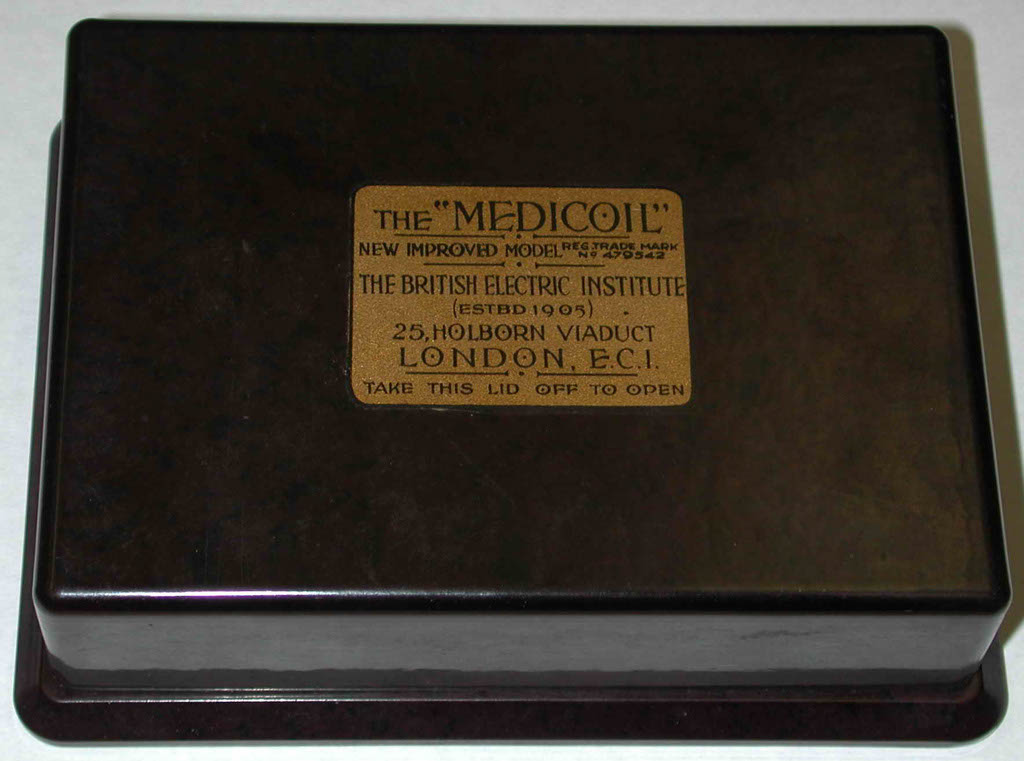 THE "MEDICOIL"
NEW IMPROVED MODEL REG. TRADE MARK Nº 479542
THE BRITISH ELECTRIC INSTITUTE
(ESTBD 1905)
25, HOLBORN VIADUCT
LONDON, E.C.1.
TAKE THIS LID OFF TO OPEN